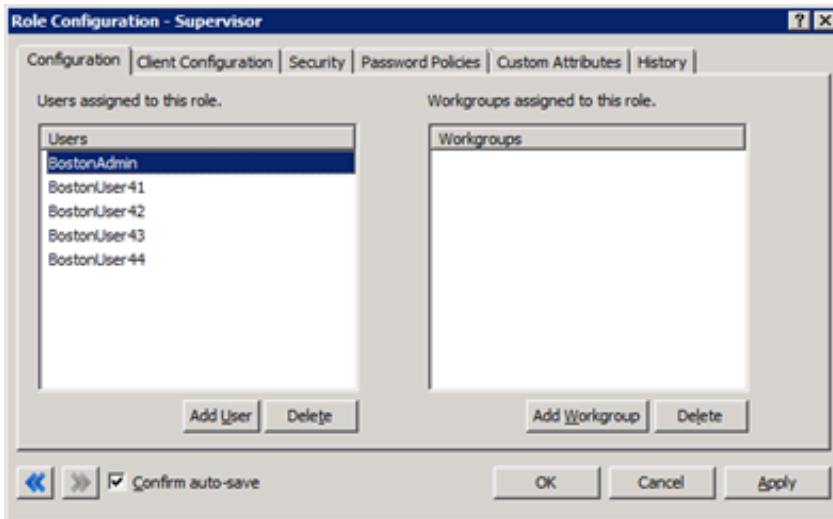 Role Configuration - Supervisor
Configuration Client Configuration Security Password Policies Custom Attributes History
Users assigned to this role. Workgroups assigned to this role.
Users Workgroups
BostonAdmin
BostonUser41
BostonUser42
BostonUser43
BostonUser44
Add User Delete Add Workgroup Delete
Confirm auto-save OK Cancel Apply